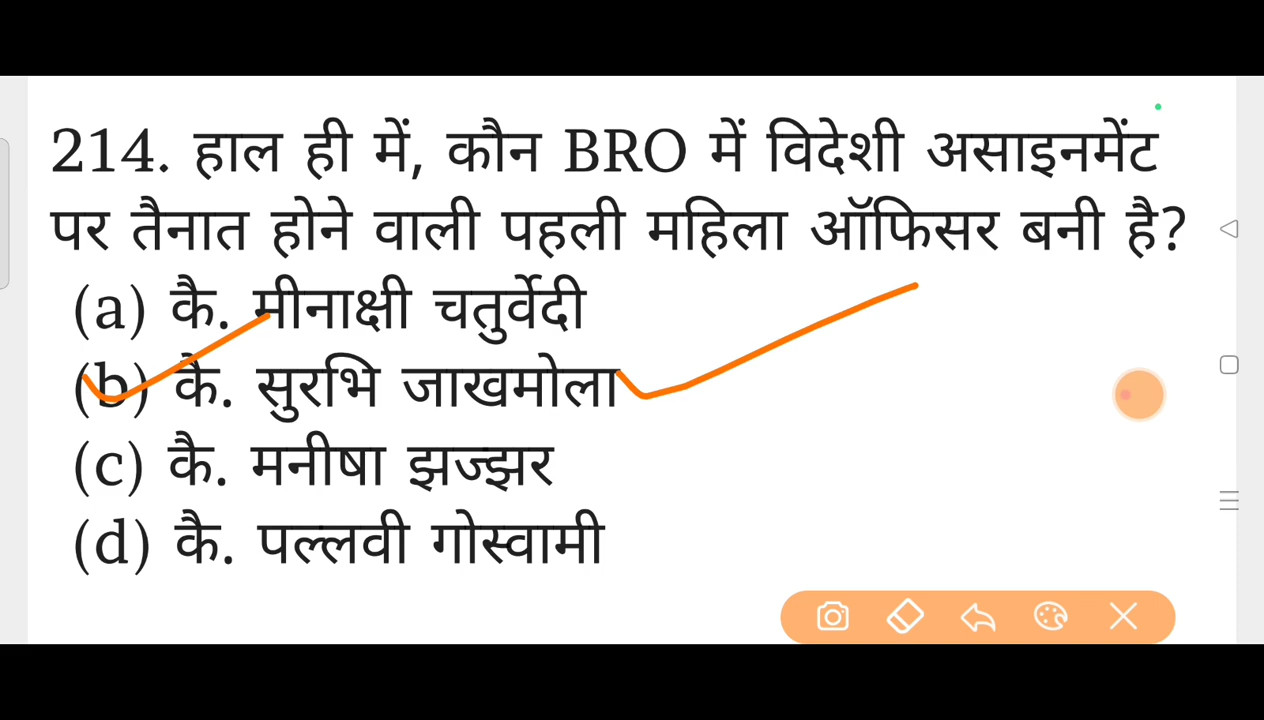 214. हाल ही में, कौन BRO में विदेशी असाइनमेंट
पर तैनात होने वाली पहली महिला ऑफिसर बनी है?
(a) कै. मीनाक्षी चतुर्वेदी
(b) कै. सुरभि जाखमोला
(c) कै. मनीषा झज्झर
(d) कै. पल्लवी गोस्वामी